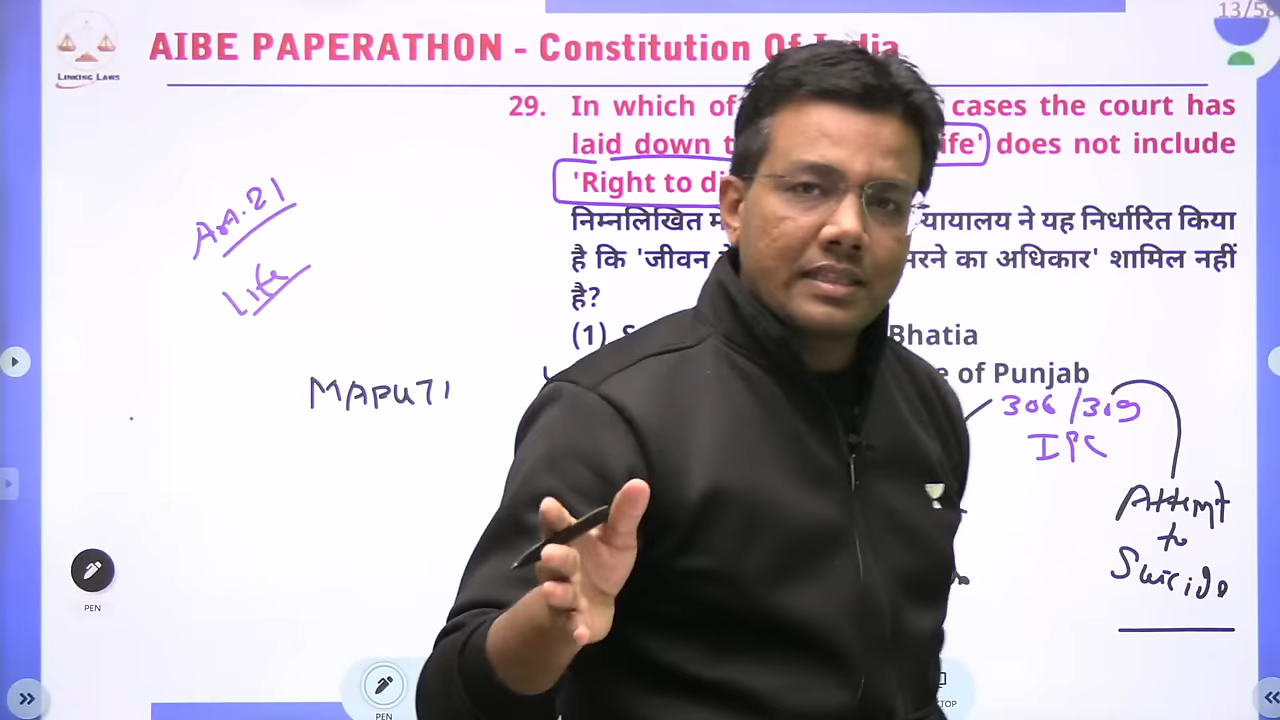 13/58
LINKING LAWS
AIBE PAPERATHON - Constitution Of India
29. In which of cases the court has
laid down ife' does not include
'Right to di
निम्नलिखित यायालय ने यह निर्धारित किया
है कि 'जीवन मरने का अधिकार' शामिल नहीं
है?
(1) Bhatia
of Punjab
Art.21
Life
MARUTI
306 / 309
IPC
Attempt
to
Suicide
PEN
PEN